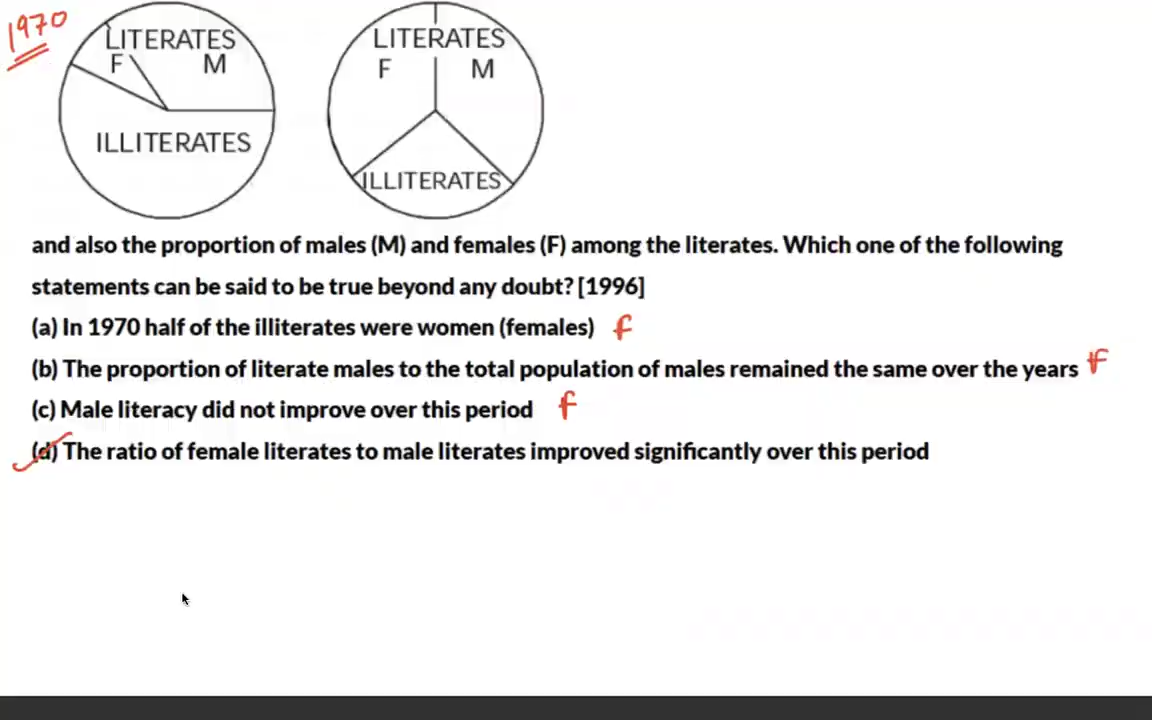 1970
LITERATES
F M
ILLITERATES
LITERATES
F M
ILLITERATES
and also the proportion of males (M) and females (F) among the literates. Which one of the following
statements can be said to be true beyond any doubt? [1996]
(a) In 1970 half of the illiterates were women (females) f
(b) The proportion of literate males to the total population of males remained the same over the years f
(c) Male literacy did not improve over this period f
(d) The ratio of female literates to male literates improved significantly over this period